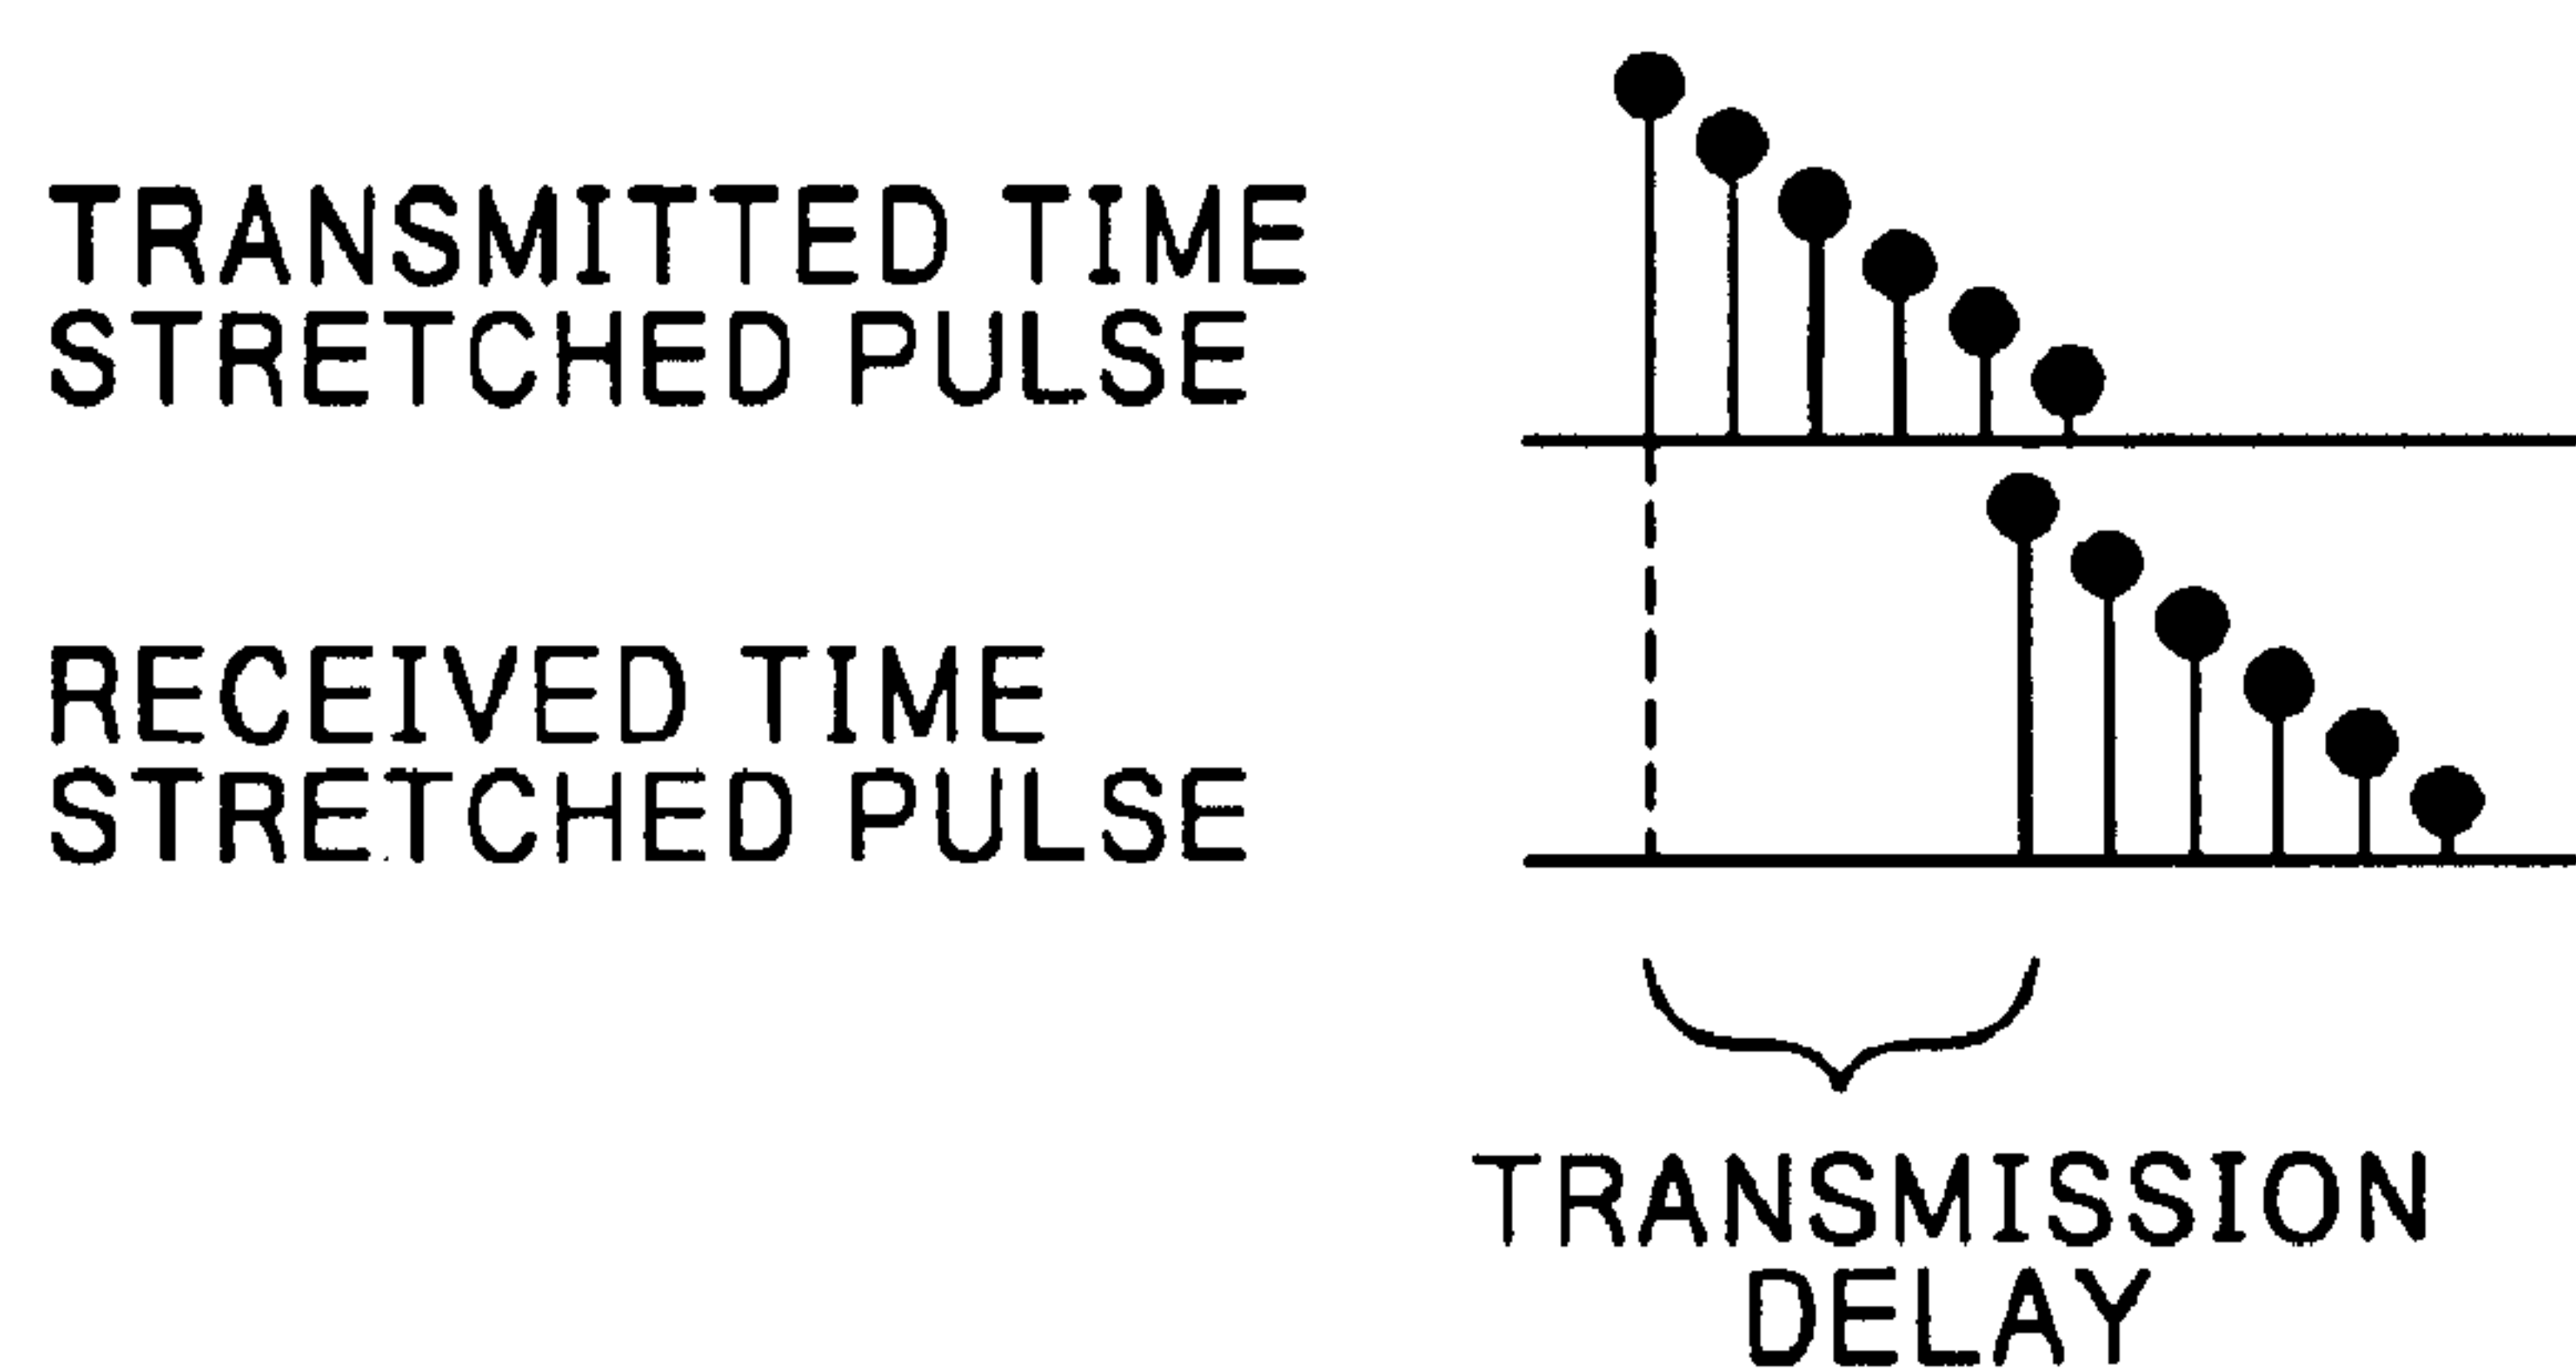 TRANSMITTED TIME
STRETCHED PULSE
RECEIVED TIME
STRETCHED PULSE
TRANSMISSION
DELAY